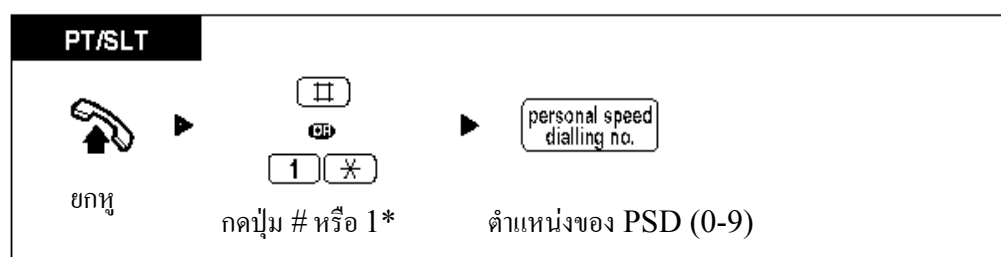 PT/SLT
#
OR
1 *
personal speed
dialling no.
ยกหู
กดปุ่ม # หรือ 1*
ตำแหน่งของ PSD (0-9)